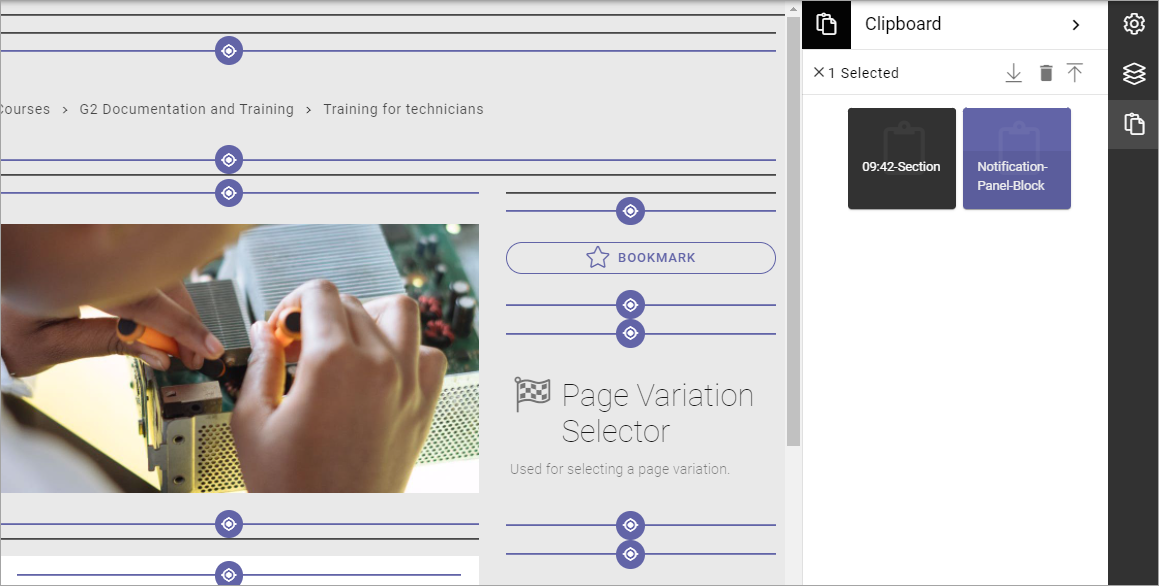 Courses > G2 Documentation and Training > Training for technicians
BOOKMARK
Page Variation
Selector
Used for selecting a page variation.
Clipboard
1 Selected
09:42-Section
Notification-
Panel-Block